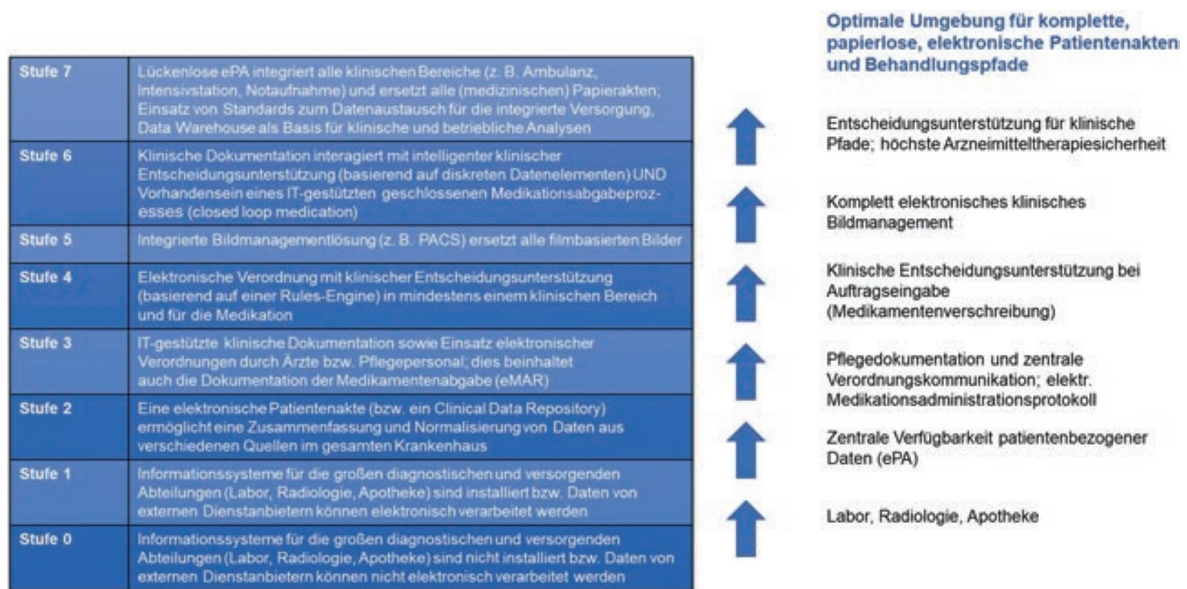 Optimale Umgebung für komplette,
papierlose, elektronische Patientenakten
und Behandlungspfade
Stufe 7
Lückenlose ePA integriert alle klinischen Bereiche (z. B. Ambulanz,
Intensivstation, Notaufnahme) und ersetzt alle (medizinischen) Papierakten;
Einsatz von Standards zum Datenaustausch für die integrierte Versorgung,
Data Warehouse als Basis für klinische und betriebliche Analysen
Entscheidungsunterstützung für klinische
Pfade; höchste Arzneimitteltherapiesicherheit
Stufe 6
Klinische Dokumentation interagiert mit intelligenter klinischer
Entscheidungsunterstützung (basierend auf diskreten Datenelementen) UND
Vorhandensein eines IT-gestützten geschlossenen Medikationsabgabeproz-
esses (closed loop medication)
Komplett elektronisches klinisches
Bildmanagement
Stufe 5
Integrierte Bildmanagementlösung (z. B. PACS) ersetzt alle filmbasierten Bilder
Stufe 4
Elektronische Verordnung mit klinischer Entscheidungsunterstützung
(basierend auf einer Rules-Engine) in mindestens einem klinischen Bereich
und für die Medikation
Klinische Entscheidungsunterstützung bei
Auftragseingabe
(Medikamentenverschreibung)
Stufe 3
IT-gestützte klinische Dokumentation sowie Einsatz elektronischer
Verordnungen durch Ärzte bzw. Pflegepersonal; dies beinhaltet
auch die Dokumentation der Medikamentenabgabe (eMAR)
Pflegedokumentation und zentrale
Verordnungskommunikation; elektr.
Medikationsadministrationsprotokoll
Stufe 2
Eine elektronische Patientenakte (bzw. ein Clinical Data Repository)
ermöglicht eine Zusammenfassung und Normalisierung von Daten aus
verschiedenen Quellen im gesamten Krankenhaus
Zentrale Verfügbarkeit patientenbezogener
Daten (ePA)
Stufe 1
Informationssysteme für die großen diagnostischen und versorgenden
Abteilungen (Labor, Radiologie, Apotheke) sind installiert bzw. Daten von
externen Dienstanbietern können elektronisch verarbeitet werden
Labor, Radiologie, Apotheke
Stufe 0
Informationssysteme für die großen diagnostischen und versorgenden
Abteilungen (Labor, Radiologie, Apotheke) sind nicht installiert bzw. Daten von
externen Dienstanbietern können nicht elektronisch verarbeitet werden